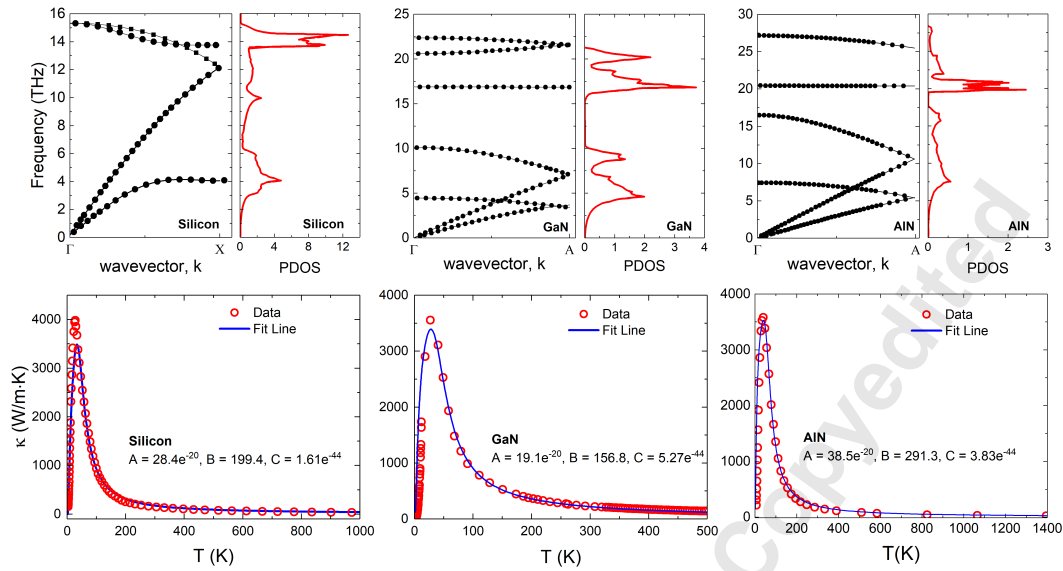 16
14
12
10
8
6
4
2
0
Frequency (THz)
Silicon
Γ
X
wavevector, k
Silicon
0
3
6
9
12
PDOS
25
20
15
10
5
0
GaN
Γ
A
wavevector, k
GaN
0
1
2
3
4
PDOS
30
25
20
15
10
5
0
AlN
Γ
A
wavevector, k
AlN
0
1
2
3
PDOS
4000
3000
2000
1000
0
κ (W/m·K)
Data
Fit Line
Silicon
A = 28.4e^-20, B = 199.4, C = 1.61e^-44
0 200 400 600 800 1000
T (K)
4000
3000
2000
1000
0
Data
Fit Line
GaN
A = 19.1e^-20, B = 156.8, C = 5.27e^-44
0 100 200 300 400 500
T (K)
4000
3000
2000
1000
0
Data
Fit Line
AlN
A = 38.5e^-20, B = 291.3, C = 3.83e^-44
0 200 400 600 800 1000 1200 1400
T(K)
Copyedited